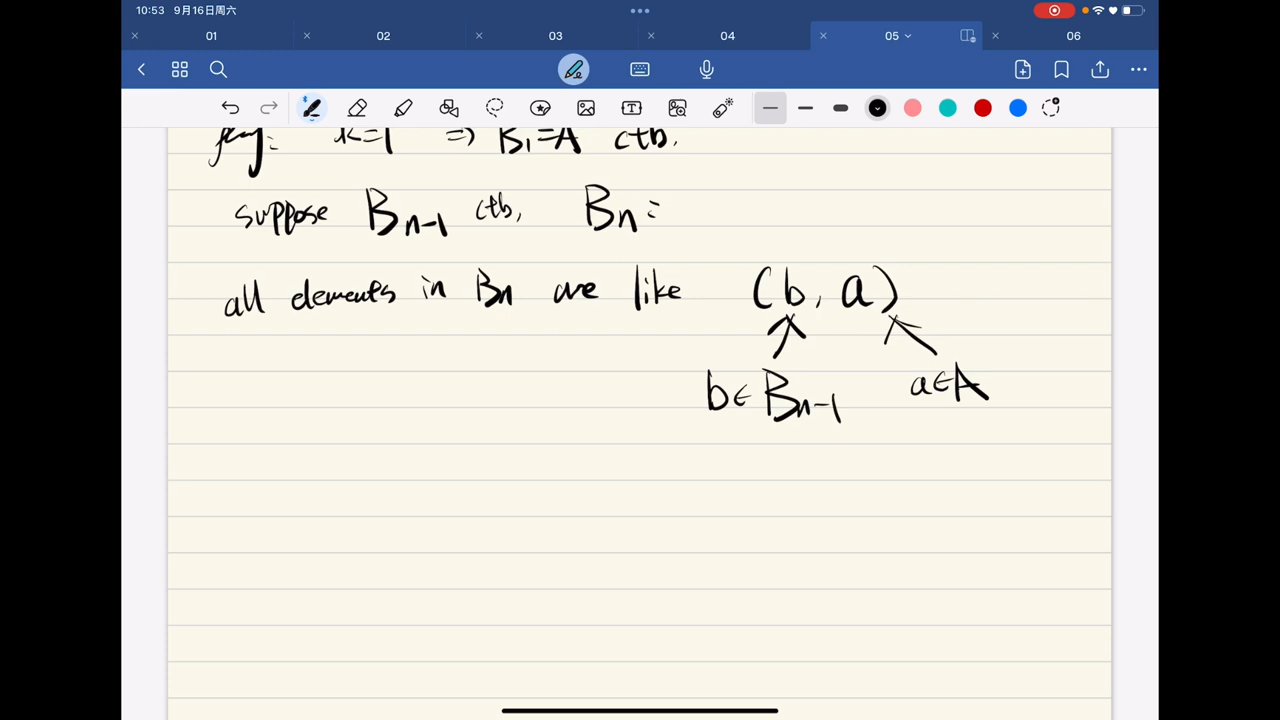 10:53 9月16日周六
01 02 03 04 05 06
k=1 => B₁=A ctb.
suppose Bₙ₋₁ ctb, Bₙ:
all elements in Bₙ are like (b, a)
b∈Bₙ₋₁ a∈A